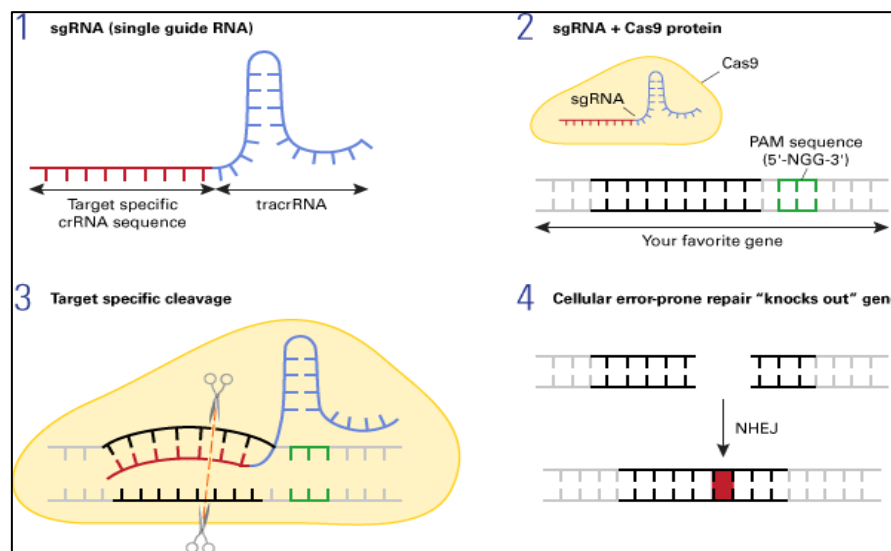 1 sgRNA (single guide RNA)
Target specific
crRNA sequence
tracrRNA
2 sgRNA + Cas9 protein
Cas9
sgRNA
PAM sequence
(5'-NGG-3')
Your favorite gene
3 Target specific cleavage
4 Cellular error-prone repair “knocks out” gen
NHEJ